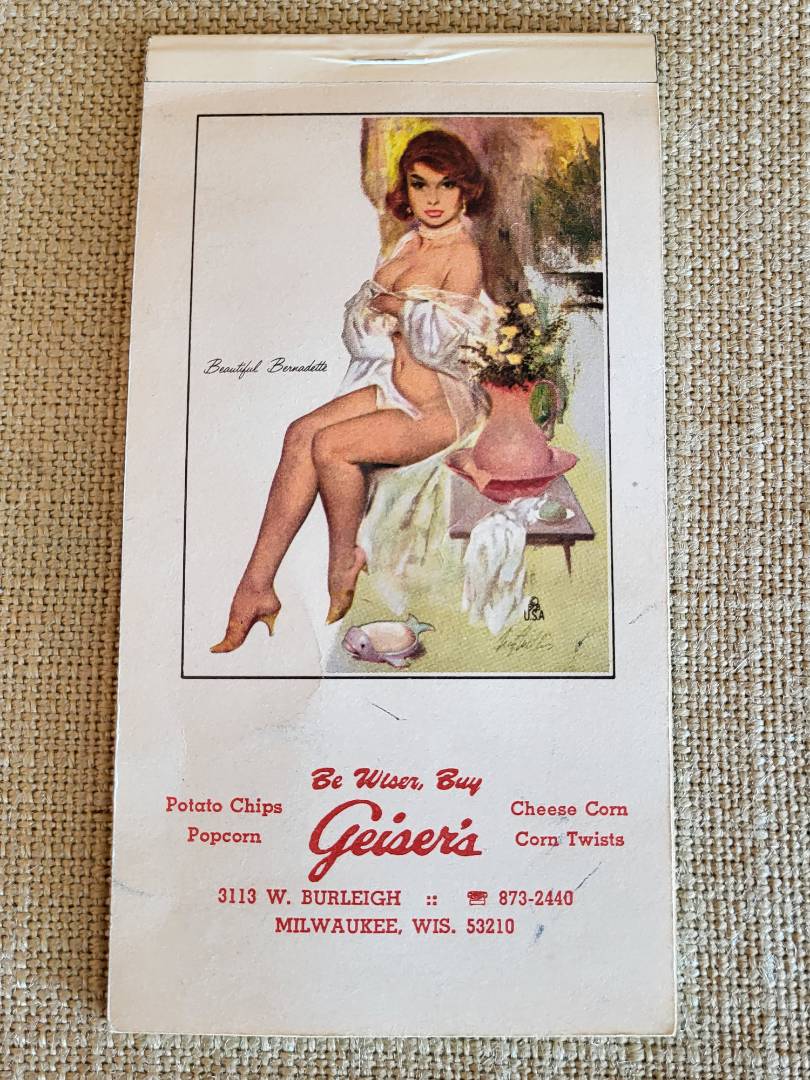 Beautiful Bernadette
USA
Be Wiser, Buy
Geiser's
Potato Chips
Popcorn
Cheese Corn
Corn Twists
3113 W. BURLEIGH :: ☎ 873-2440
MILWAUKEE, WIS. 53210